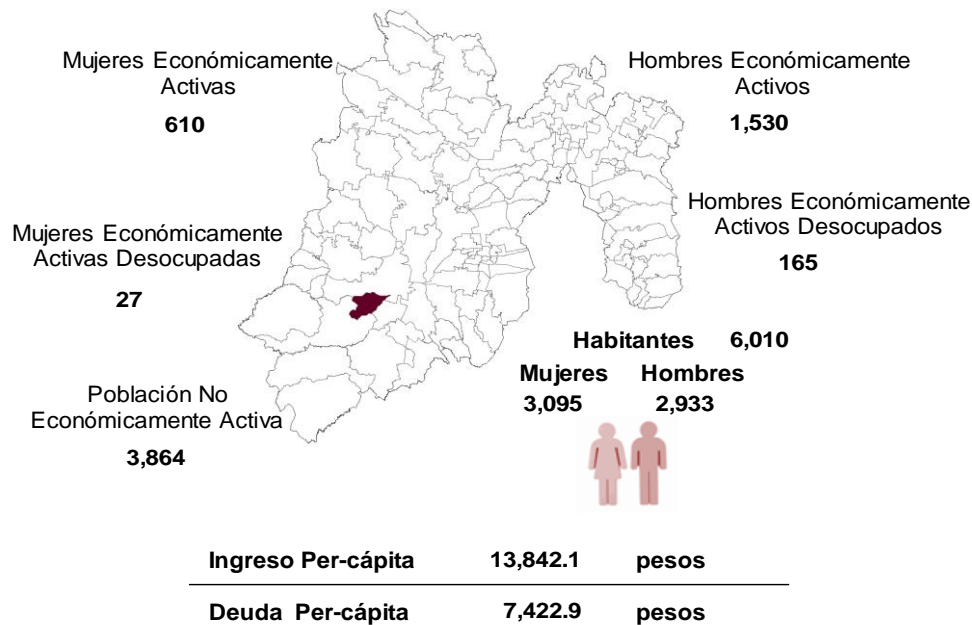 Mujeres Económicamente
Activas
610
Hombres Económicamente
Activos
1,530
Mujeres Económicamente
Activas Desocupadas
27
Hombres Económicamente
Activos Desocupados
165
Población No
Económicamente Activa
3,864
Habitantes 6,010
Mujeres Hombres
3,095 2,933
Ingreso Per-cápita 13,842.1 pesos
Deuda Per-cápita 7,422.9 pesos